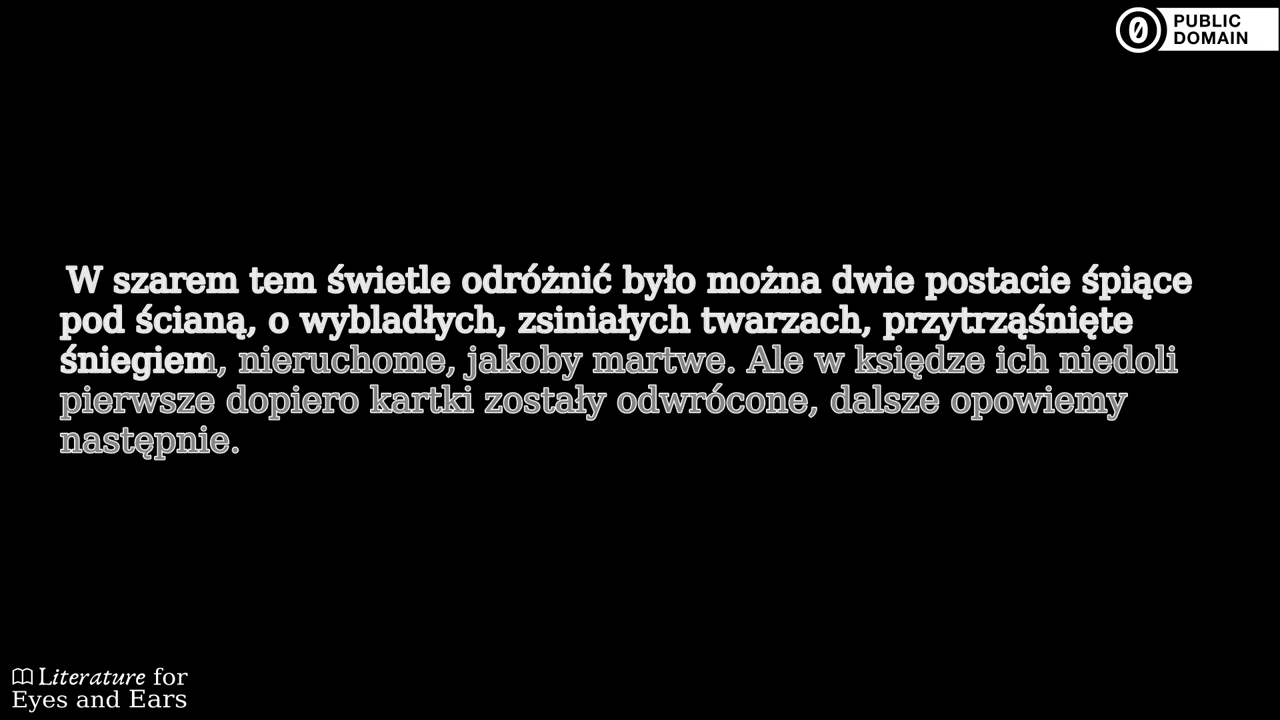 PUBLIC
DOMAIN
W szarem tem świetle odróżnić było można dwie postacie śpiące
pod ścianą, o wybladłych, zsiniałych twarzach, przytrząśnięte
śniegiem, nieruchome, jakoby martwe. Ale w księdze ich niedoli
pierwsze dopiero kartki zostały odwrócone, dalsze opowiemy
następnie.
Literature for
Eyes and Ears